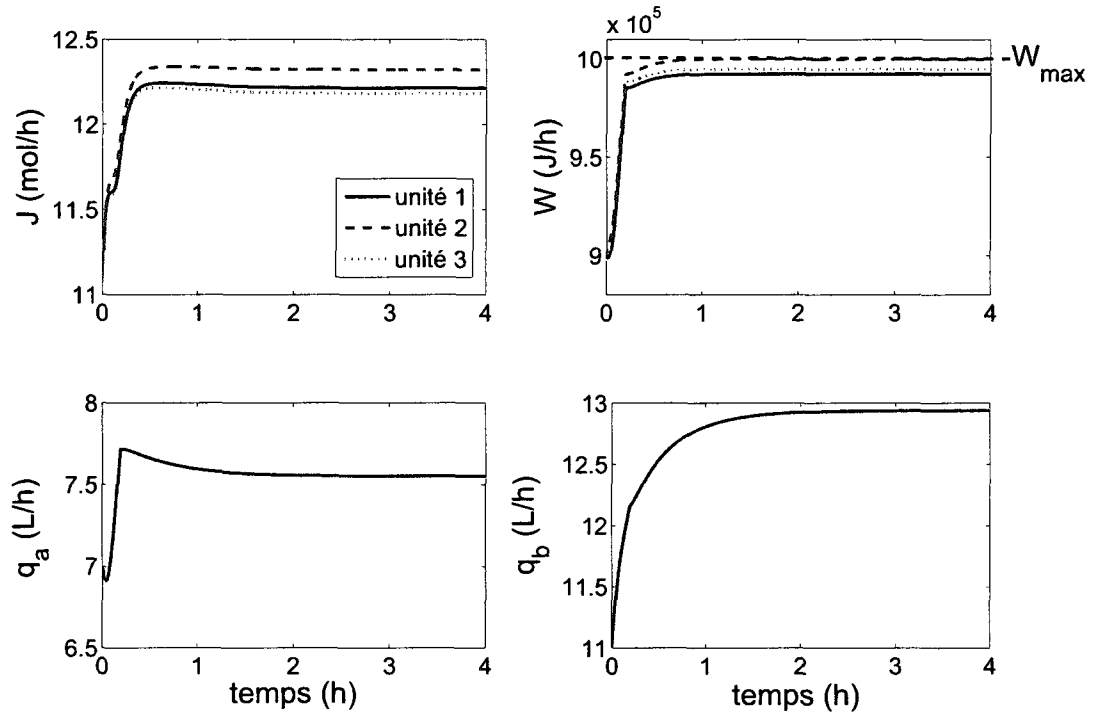 12.5
12
11.5
11
J (mol/h)
unité 1
unité 2
unité 3
0 1 2 3 4
x 10^5
10
9.5
9
W (J/h)
W_max
0 1 2 3 4
8
7.5
7
6.5
q_a (L/h)
0 1 2 3 4
temps (h)
13
12.5
12
11.5
11
q_b (L/h)
0 1 2 3 4
temps (h)